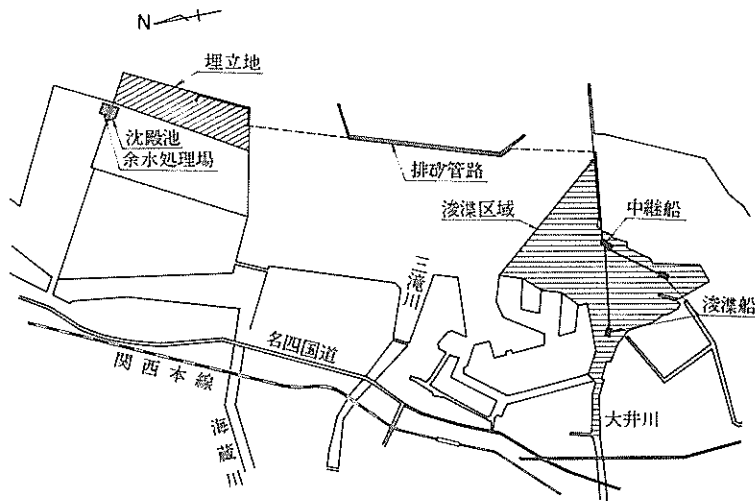 N
埋立地
沈殿池
余水処理場
排砂管路
浚渫区域
中継船
三滝川
浚渫船
名四国道
関西本線
大井川
海蔵川